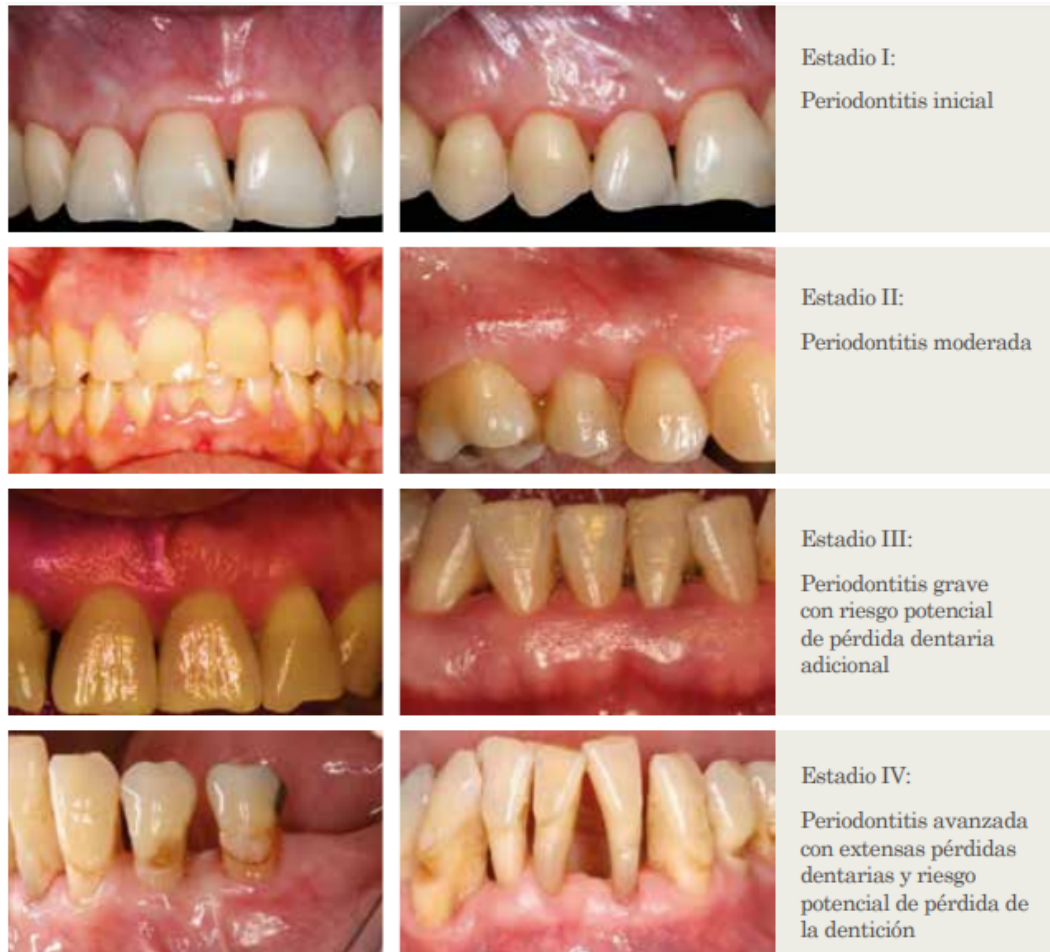 Estadio I:
Periodontitis inicial
Estadio II:
Periodontitis moderada
Estadio III:
Periodontitis grave
con riesgo potencial
de pérdida dentaria
adicional
Estadio IV:
Periodontitis avanzada
con extensas pérdidas
dentarias y riesgo
potencial de pérdida de
la dentición